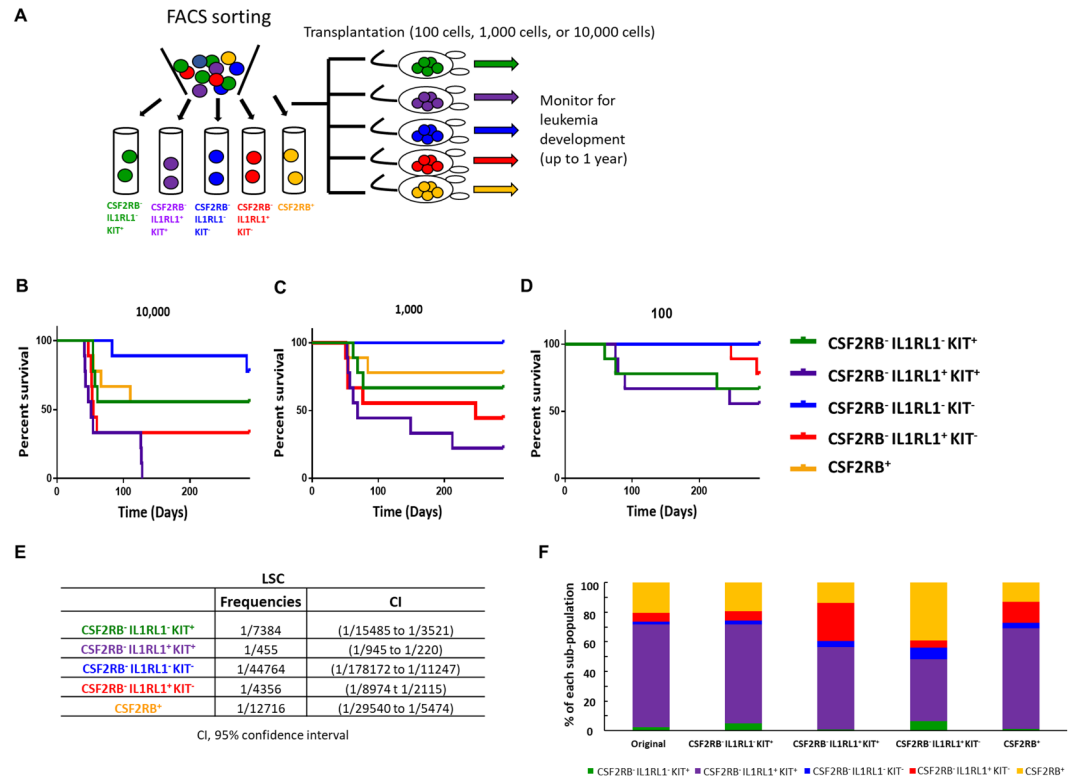 A
FACS sorting
Transplantation (100 cells, 1,000 cells, or 10,000 cells)
Monitor for
leukemia
development
(up to 1 year)
CSF2RB⁻ IL1RL1⁻ KIT⁺
CSF2RB⁻ IL1RL1⁺ KIT⁺
CSF2RB⁻ IL1RL1⁻ KIT⁻
CSF2RB⁻ IL1RL1⁺ KIT⁻
CSF2RB⁺
B
10,000
Percent survival
100
50
0
0 100 200
Time (Days)
C
1,000
Percent survival
100
50
0
0 100 200
Time (Days)
D
100
Percent survival
100
50
0
0 100 200
Time (Days)
CSF2RB⁻ IL1RL1⁻ KIT⁺
CSF2RB⁻ IL1RL1⁺ KIT⁺
CSF2RB⁻ IL1RL1⁻ KIT⁻
CSF2RB⁻ IL1RL1⁺ KIT⁻
CSF2RB⁺
E
LSC
Frequencies CI
CSF2RB⁻ IL1RL1⁻ KIT⁺ 1/7384 (1/15485 to 1/3521)
CSF2RB⁻ IL1RL1⁺ KIT⁺ 1/455 (1/945 to 1/220)
CSF2RB⁻ IL1RL1⁻ KIT⁻ 1/44764 (1/178172 to 1/11247)
CSF2RB⁻ IL1RL1⁺ KIT⁻ 1/4356 (1/8974 t 1/2115)
CSF2RB⁺ 1/12716 (1/29540 to 1/5474)
CI, 95% confidence interval
F
% of each sub-population
100
80
60
40
20
0
Original CSF2RB⁻ IL1RL1⁻ KIT⁺ CSF2RB⁻ IL1RL1⁺ KIT⁺ CSF2RB⁻ IL1RL1⁺ KIT⁻ CSF2RB⁺
CSF2RB⁻ IL1RL1⁻ KIT⁺ CSF2RB⁻ IL1RL1⁺ KIT⁺ CSF2RB⁻ IL1RL1⁻ KIT⁻ CSF2RB⁻ IL1RL1⁺ KIT⁻ CSF2RB⁺